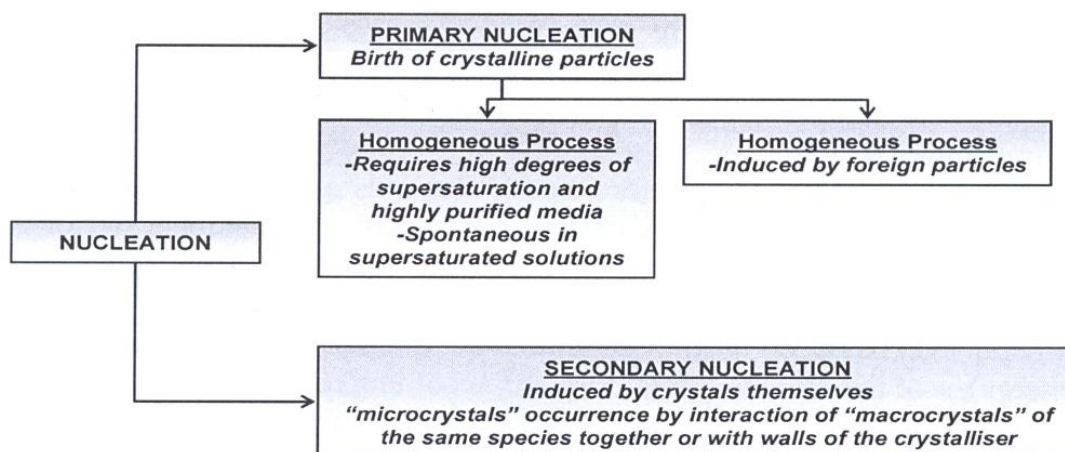 PRIMARY NUCLEATION
Birth of crystalline particles
Homogeneous Process
-Requires high degrees of
supersaturation and
highly purified media
-Spontaneous in
supersaturated solutions
Homogeneous Process
-Induced by foreign particles
NUCLEATION
SECONDARY NUCLEATION
Induced by crystals themselves
“microcrystals” occurrence by interaction of “macrocrystals” of
the same species together or with walls of the crystalliser